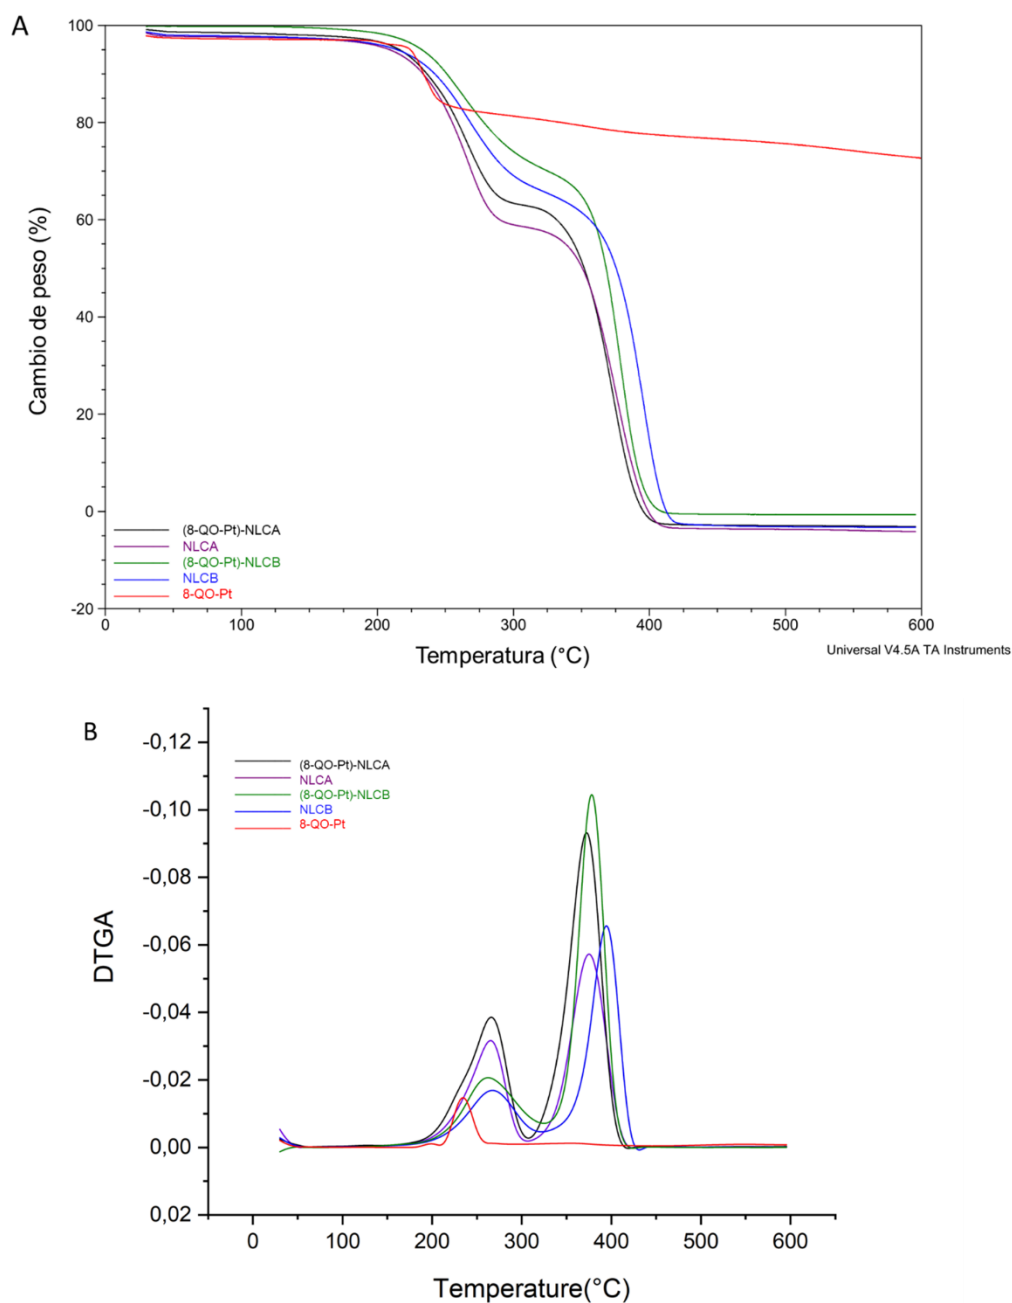 A
Cambio de peso (%)
100
80
60
40
20
0
-20
(8-QO-Pt)-NLCA
NLCA
(8-QO-Pt)-NLCB
NLCB
8-QO-Pt
0
100
200
300
400
500
600
Temperatura (°C)
Universal V4.5A TA Instruments
B
DTGA
-0,12
-0,10
-0,08
-0,06
-0,04
-0,02
0,00
0,02
(8-QO-Pt)-NLCA
NLCA
(8-QO-Pt)-NLCB
NLCB
8-QO-Pt
0
100
200
300
400
500
600
Temperature(°C)